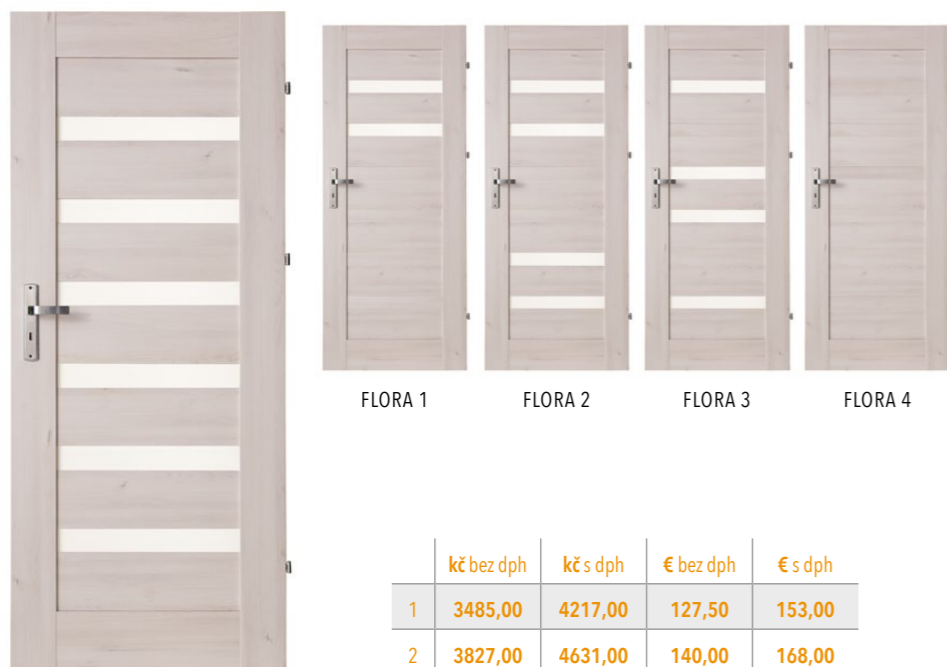 FLORA 1 FLORA 2 FLORA 3 FLORA 4
kč bez dph kč s dph € bez dph € s dph
1 3485,00 4217,00 127,50 153,00
2 3827,00 4631,00 140,00 168,00